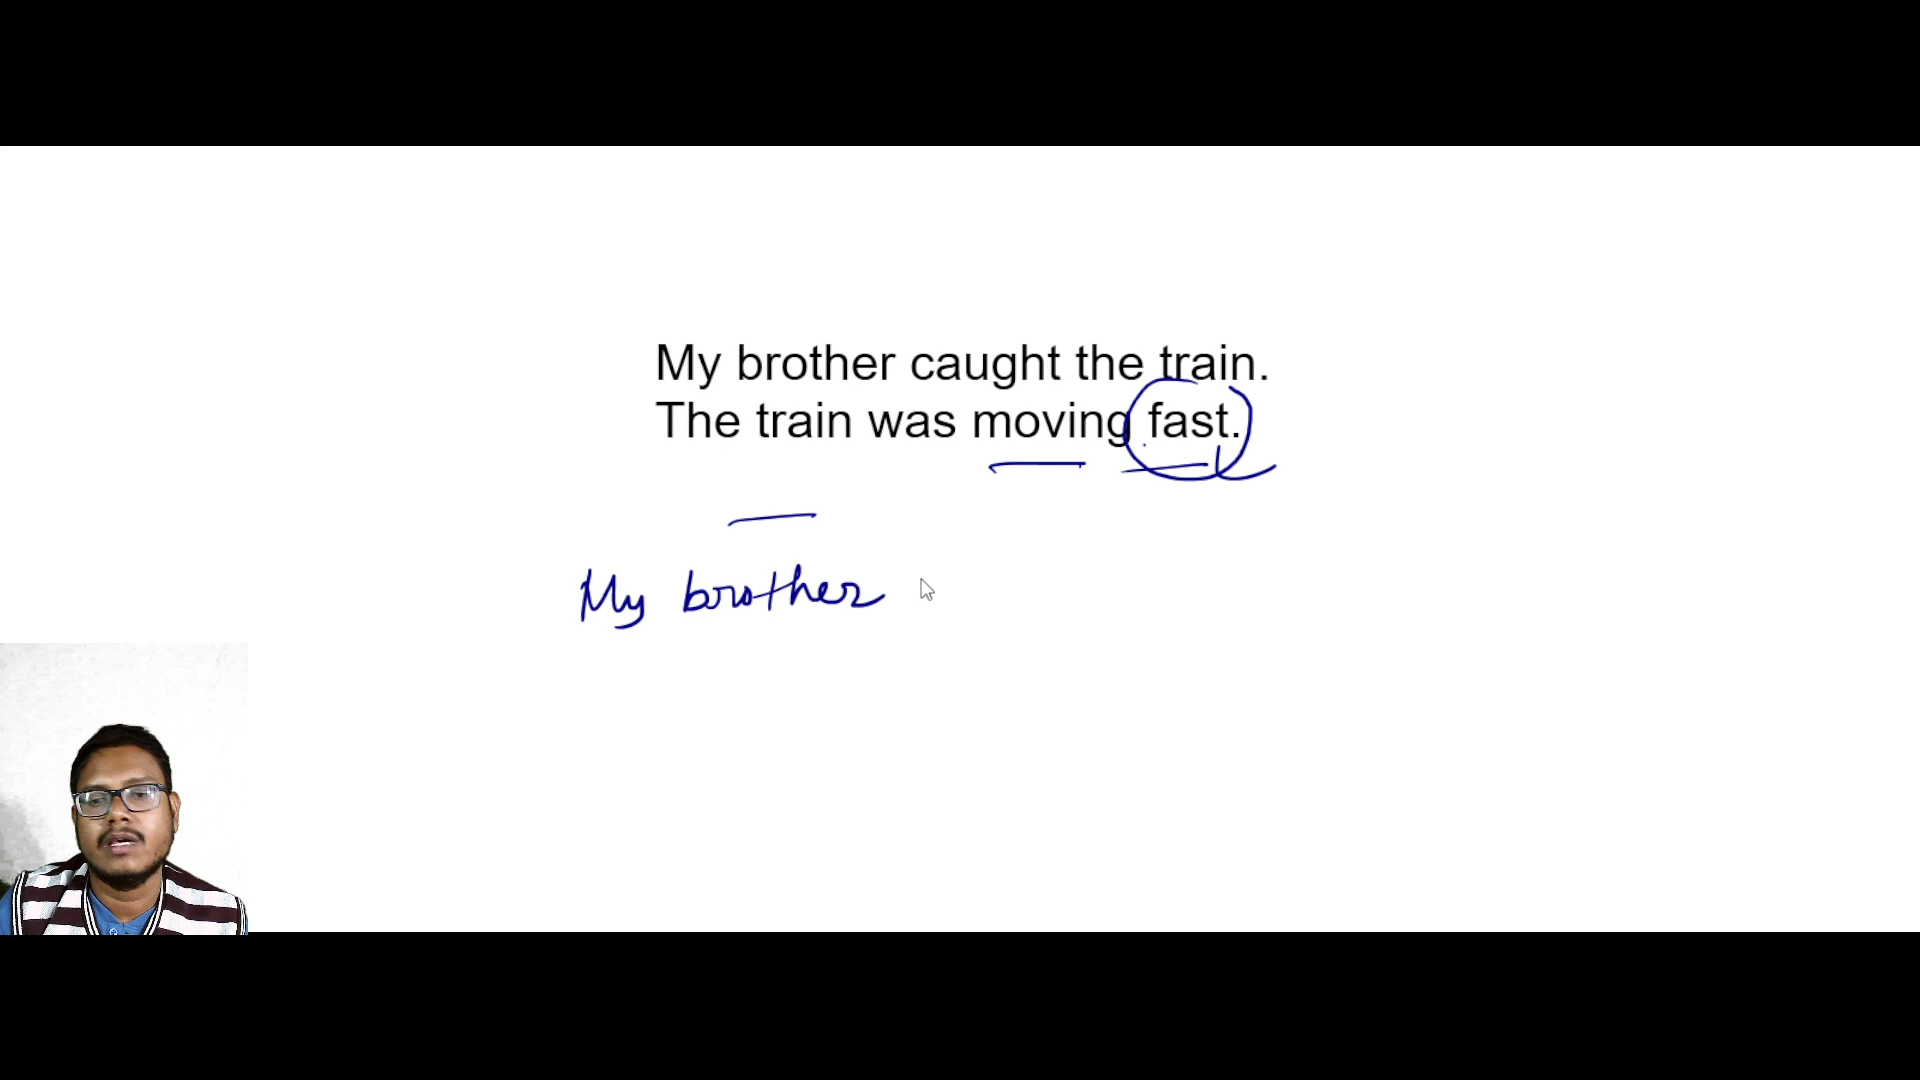 My brother caught the train.
The train was moving fast.
My brother